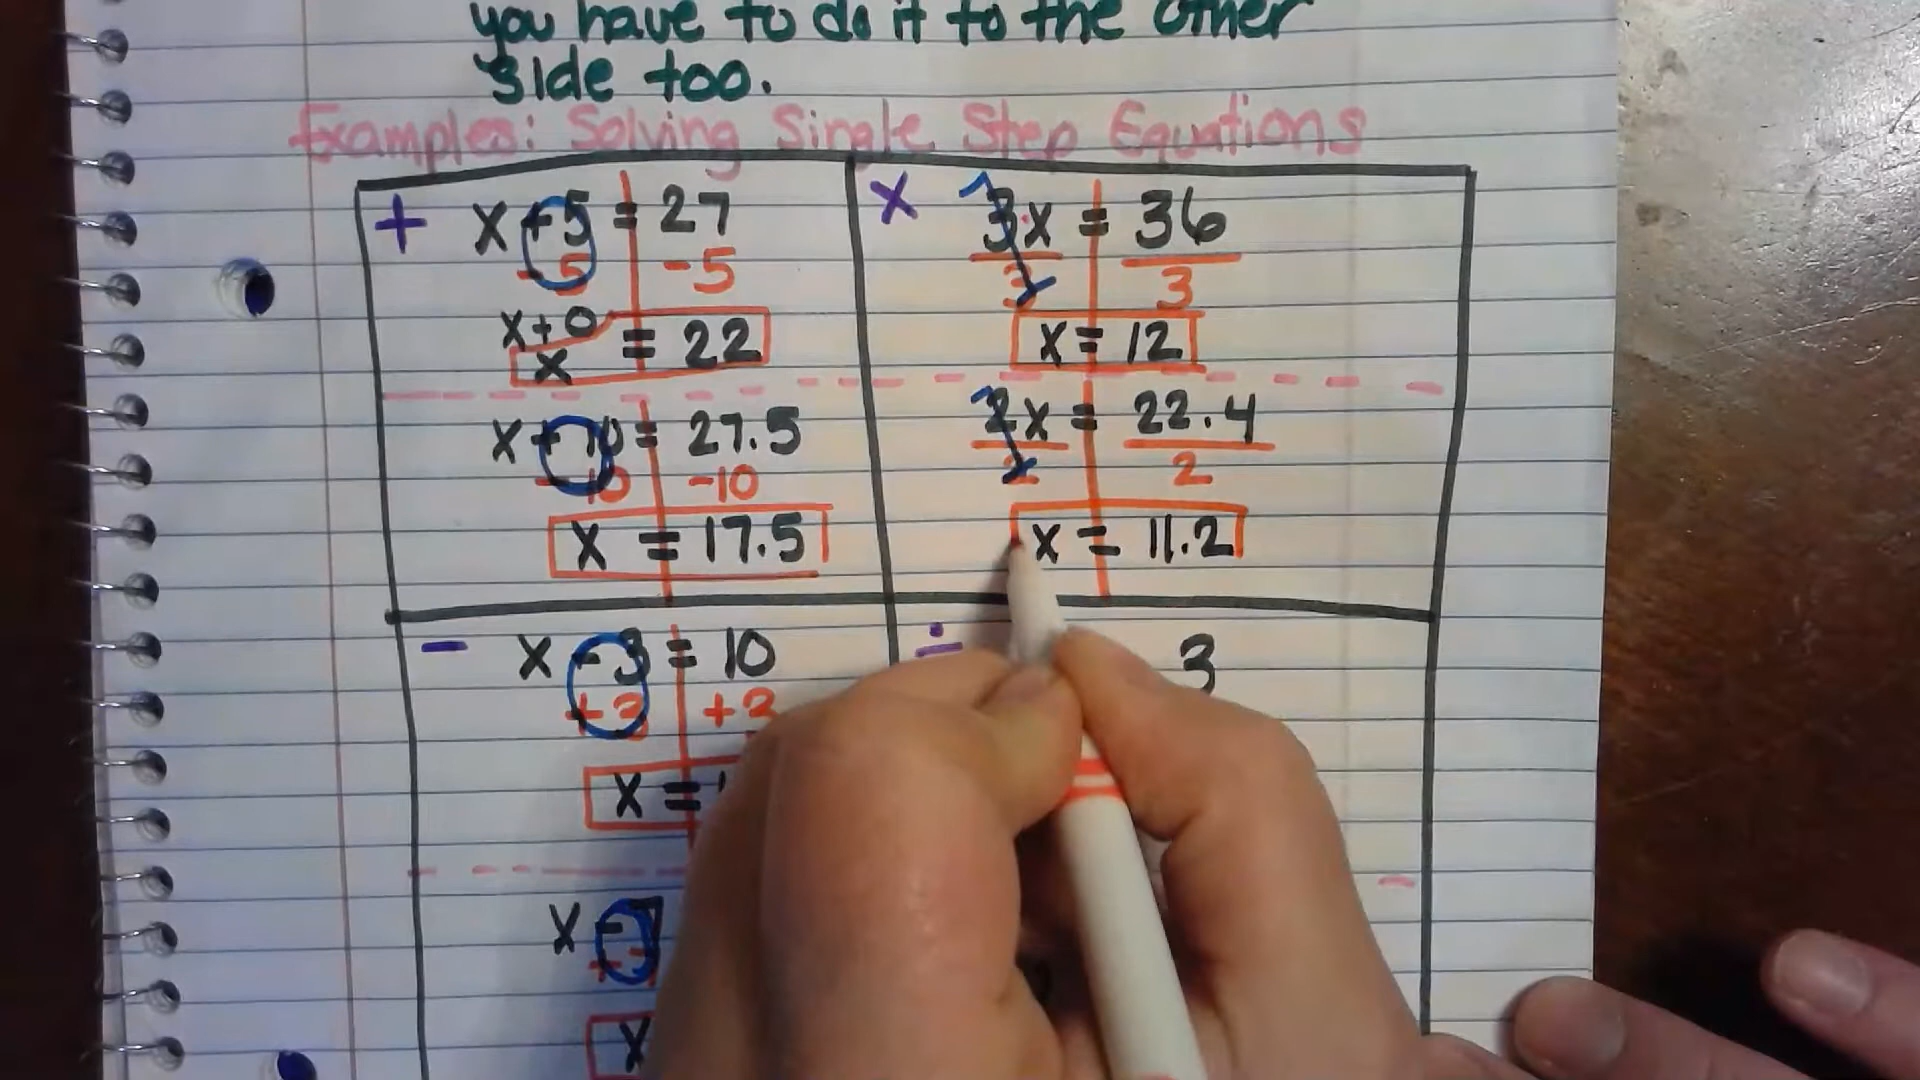 you have to do it to the other
side too.
Examples: Solving Single Step Equations
+ x + 5 = 27
- 5 - 5
x + 0
x = 22
x + 10 = 27.5
- 10 - 10
x = 17.5
x 3·x = 36
3 3
x = 12
2x = 22.4
2 2
x = 11.2
- x - 3 = 10
+ 3 + 3
x =
÷ 3
x - 7
x